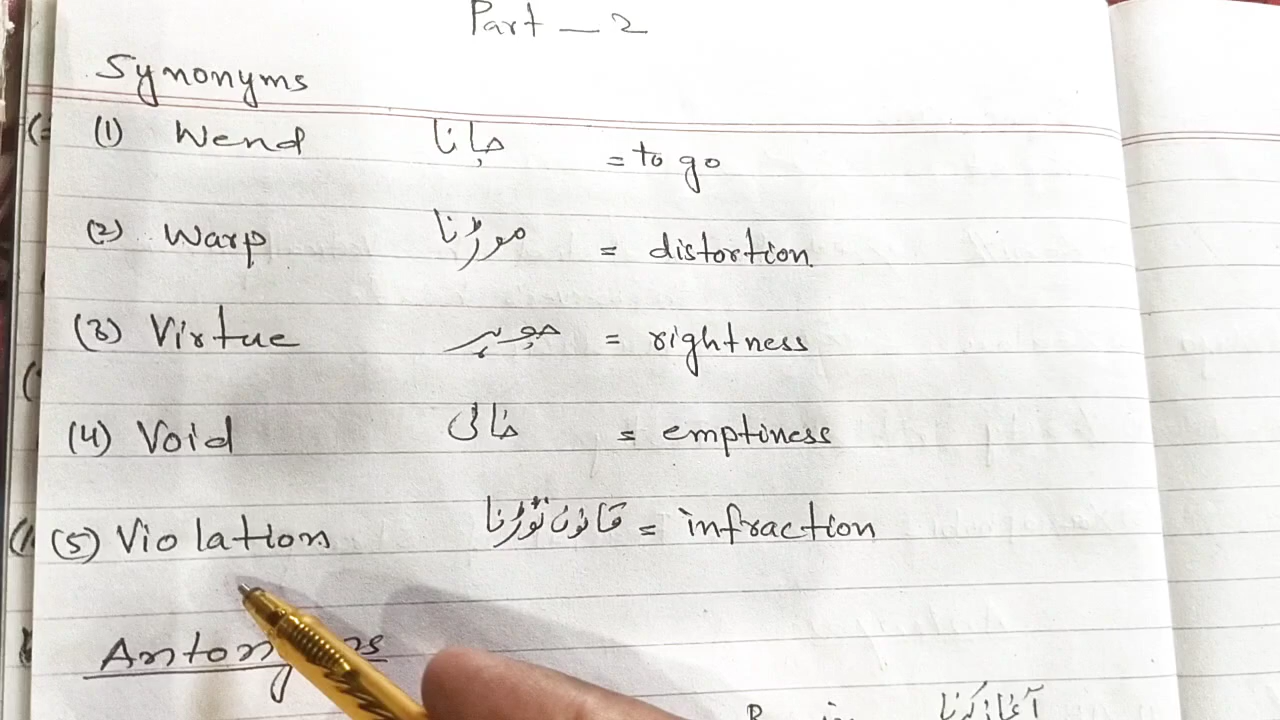 Part - 2
Synonyms
(1) Wend جانا = to go
(2) Warp موڑنا = distortion.
(3) Virtue جوہر = rightness
(4) Void خالی = emptiness
(5) Violation قانون توڑنا = infraction
آغاز کرنا